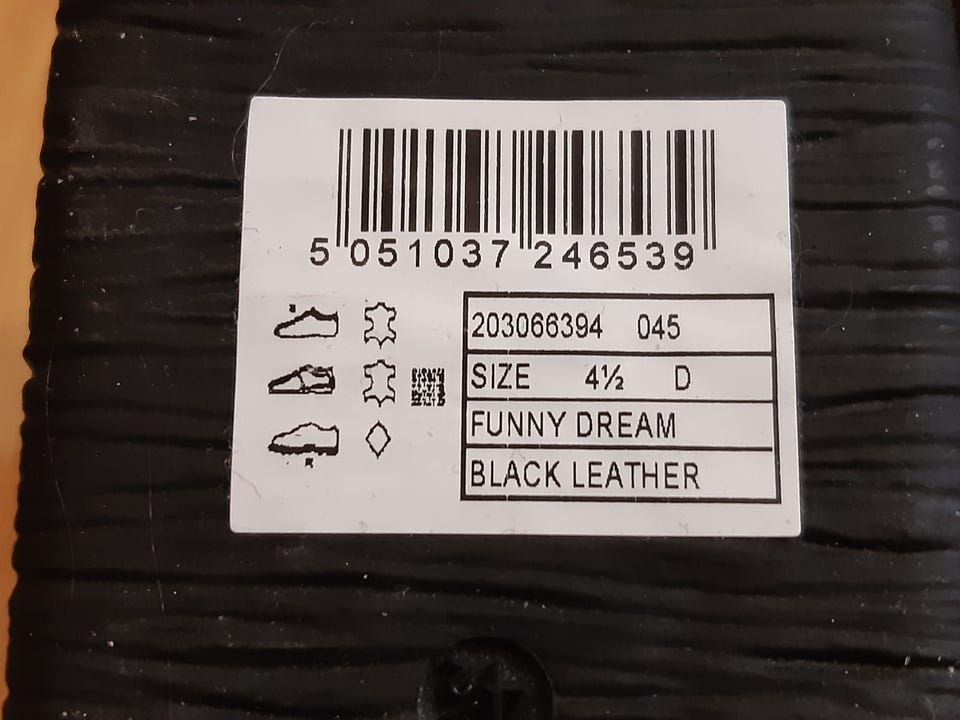 5 051037 246539
203066394 045
SIZE 4½ D
FUNNY DREAM
BLACK LEATHER